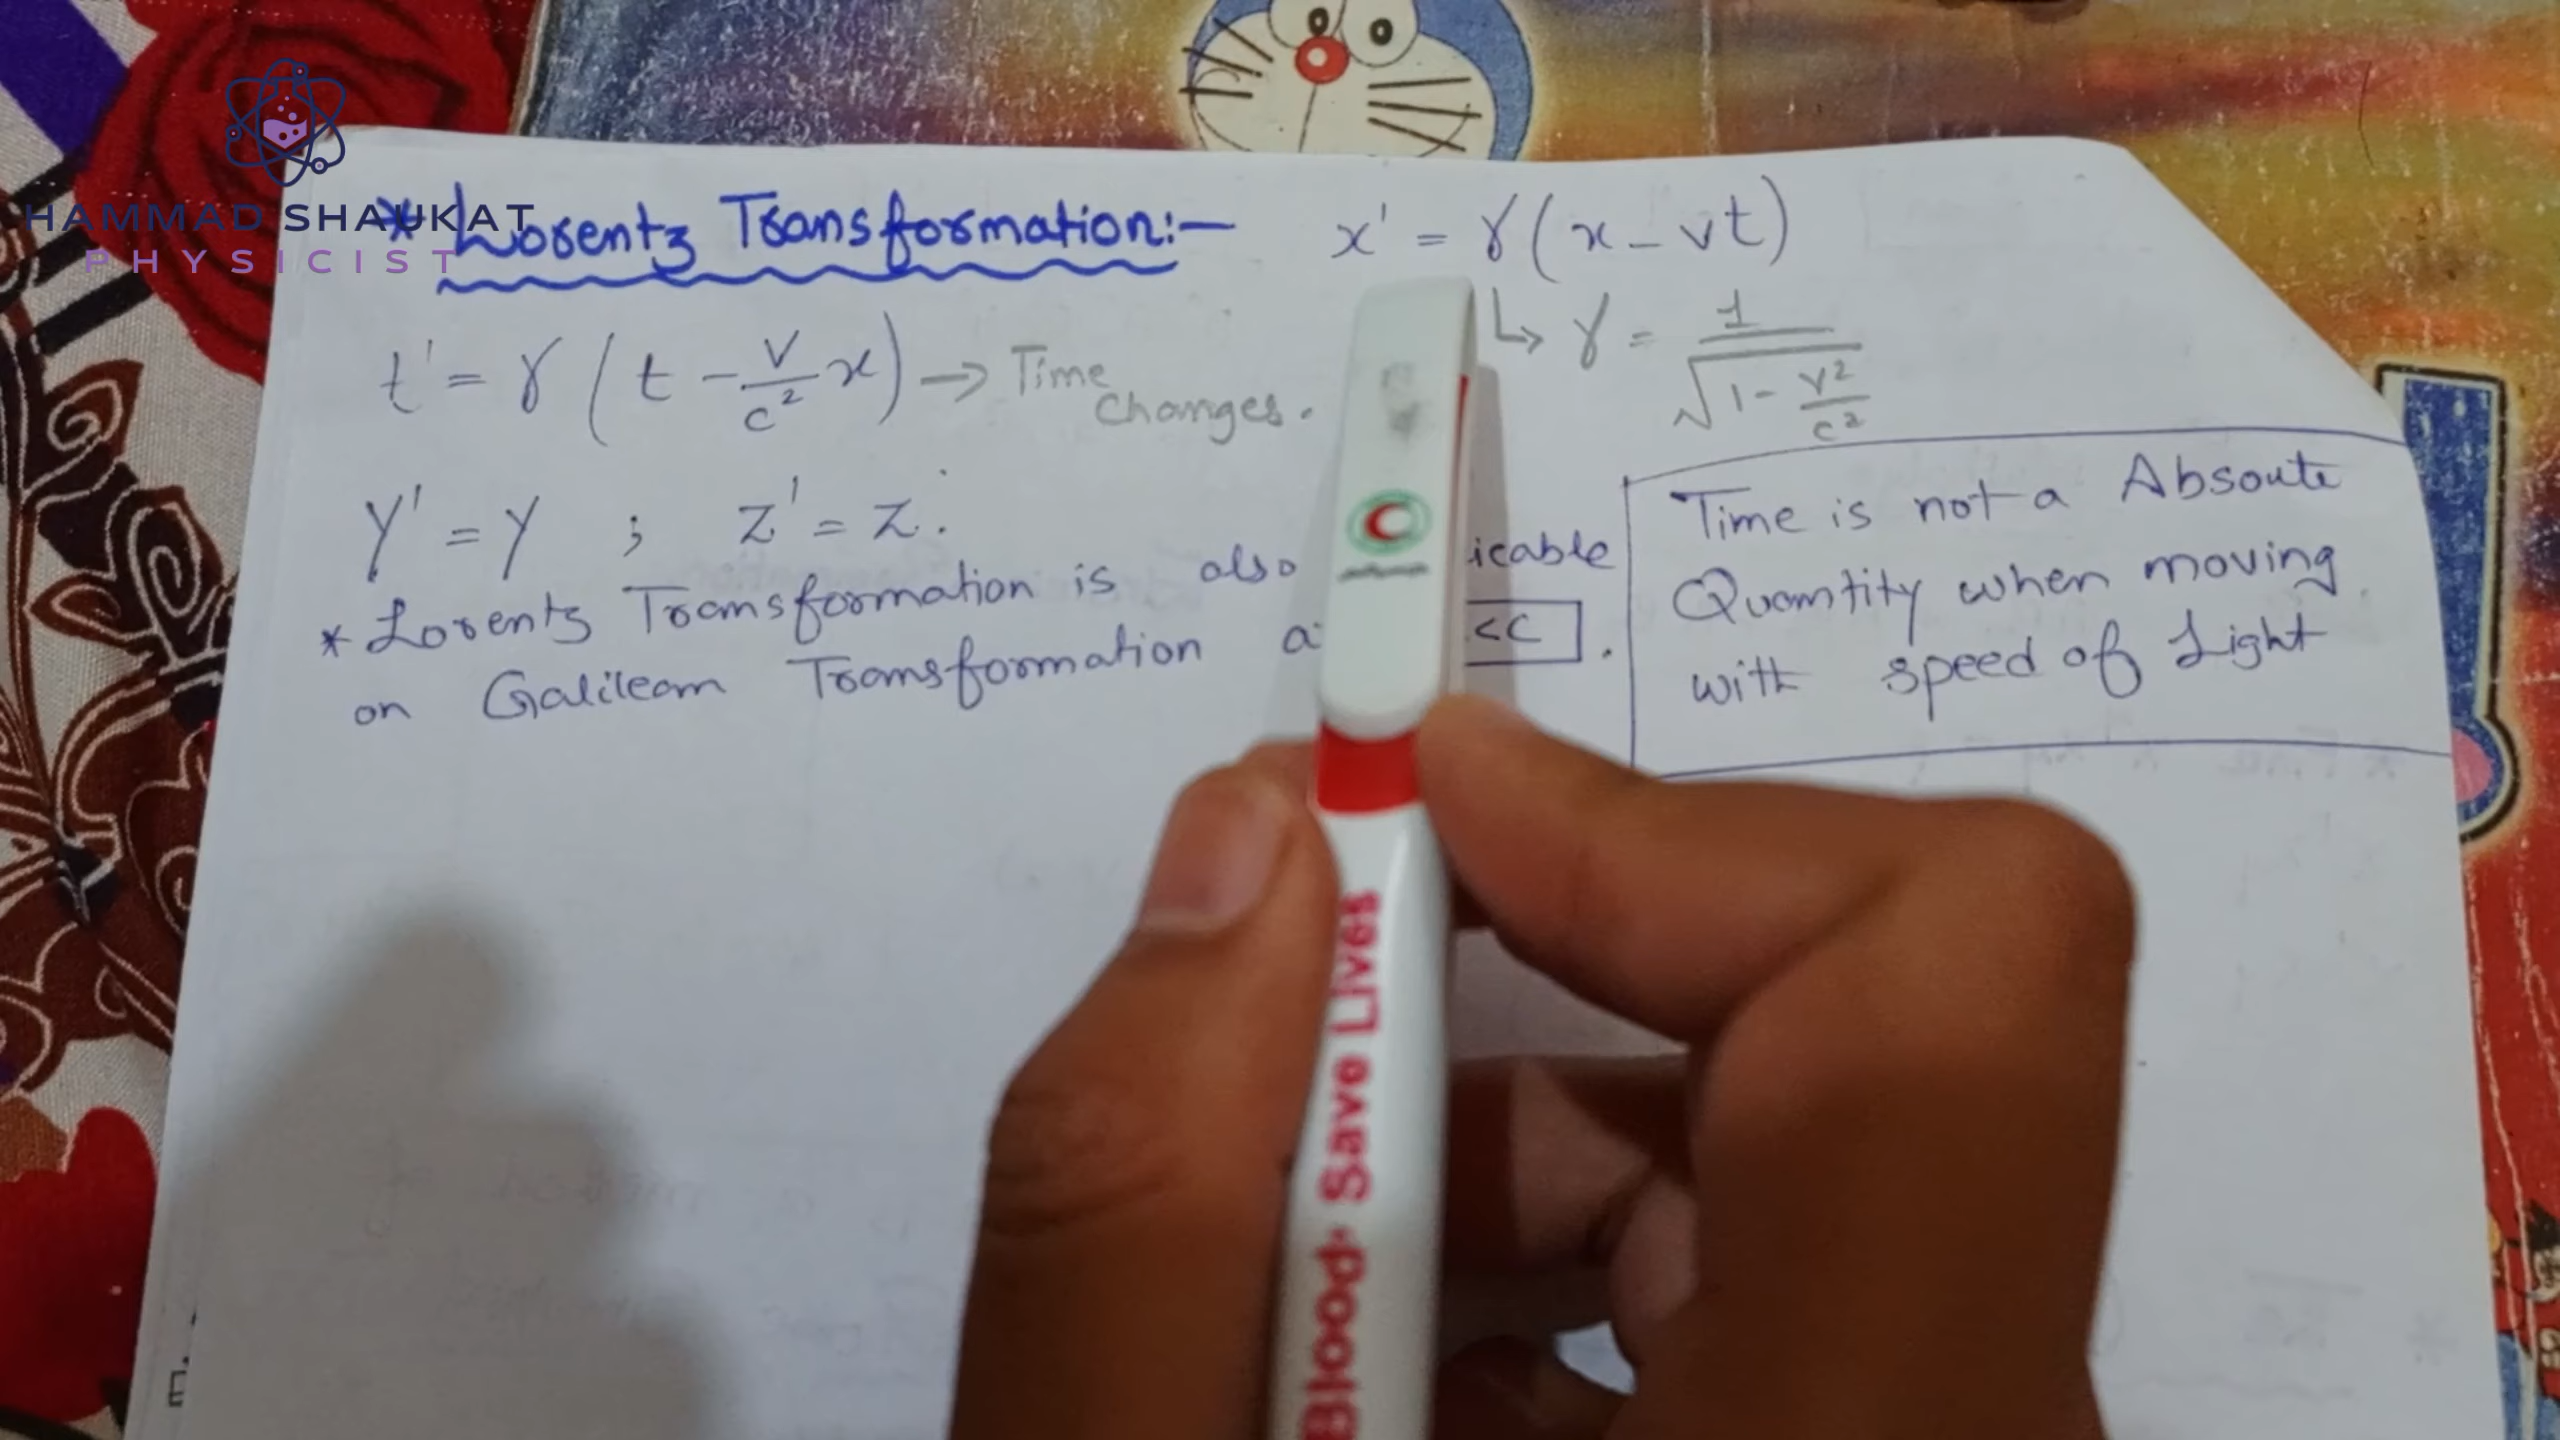 HAMMAD SHAUKAT
PHYSICIST
* Lorentz Transformation:-
x' = γ(x - vt)
↳ γ = 1 / √(1 - v²/c²)
t' = γ (t - v/c² x) → Time
changes.
y' = y ; z' = z.
* Lorentz Transformation is also icable
on Galilean Transformation a <c .
Time is not a Absoute
Quantity when moving
with speed of Light
Blood· Save Lives